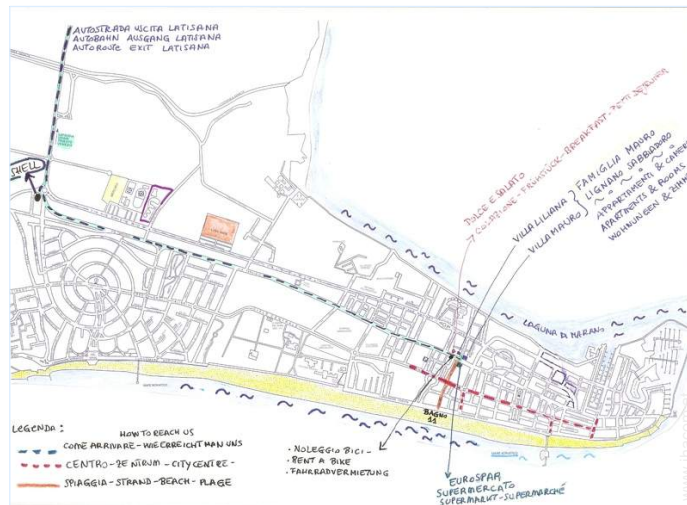 AUTOSTRADA USCITA LATISANA
AUTOBAHN AUSGANG LATISANA
AUTOROUTE EXIT LATISANA
SHELL
DOLCE E SALATO
→ COLAZIONE - FRÜHSTÜCK - BREAKFAST - PETIT DEJEUNER
VILLA LILIANA
VILLA MAURO
FAMIGLIA MAURO
LIGNANO SABBIADORO
APPARTAMENTI & CAMERE
APARTMENTS & ROOMS
WOHNUNGEN & ZIMMER
LAGUNA DI MARANO
BAGNO
11
LEGENDA :
HOW TO REACH US
COME ARRIVARE - WIE ERREICHT MAN UNS
CENTRO - ZENTRUM - CITY CENTRE -
SPIAGGIA - STRAND - BEACH - PLAGE
. NOLEGGIO BICI -
. RENT A BIKE
. FAHRRADVERMIETUNG
EUROSPAR
SUPERMERCATO
SUPERMARKT - SUPERMARCHÉ